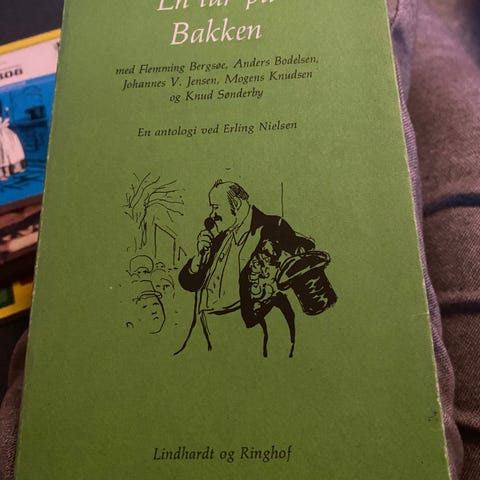 En tur på
Bakken
med Flemming Bergsøe, Anders Bodelsen,
Johannes V. Jensen, Mogens Knudsen
og Knud Sønderby
En antologi ved Erling Nielsen
Lindhardt og Ringhof